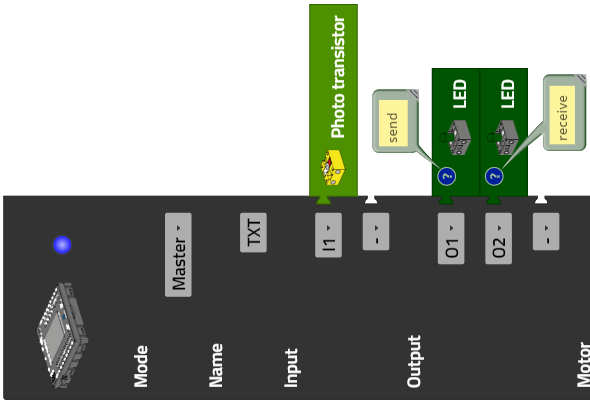 Mode
Master
Name
TXT
Input
I1
Photo transistor
-
Output
O1
LED
?
send
O2
LED
?
receive
-
Motor